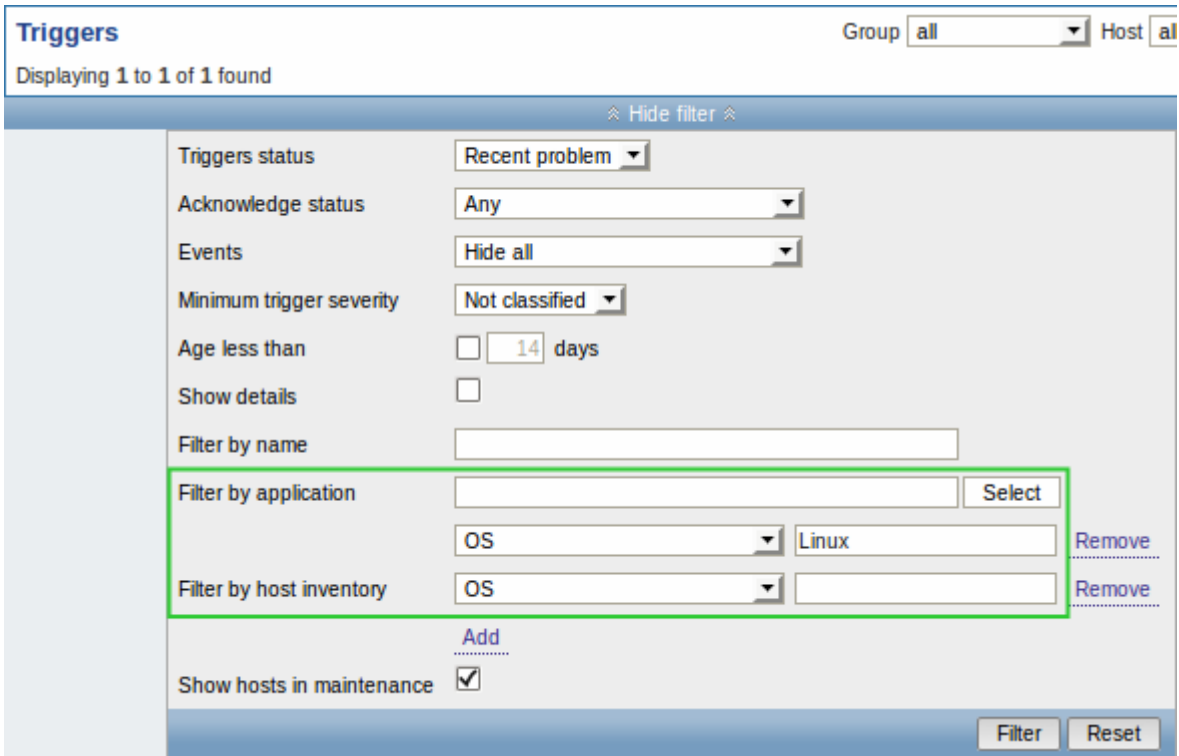 Triggers Group all Host all
Displaying 1 to 1 of 1 found
Hide filter
Triggers status Recent problem
Acknowledge status Any
Events Hide all
Minimum trigger severity Not classified
Age less than 14 days
Show details
Filter by name
Filter by application Select
OS Linux Remove
Filter by host inventory OS Remove
Add
Show hosts in maintenance
Filter Reset